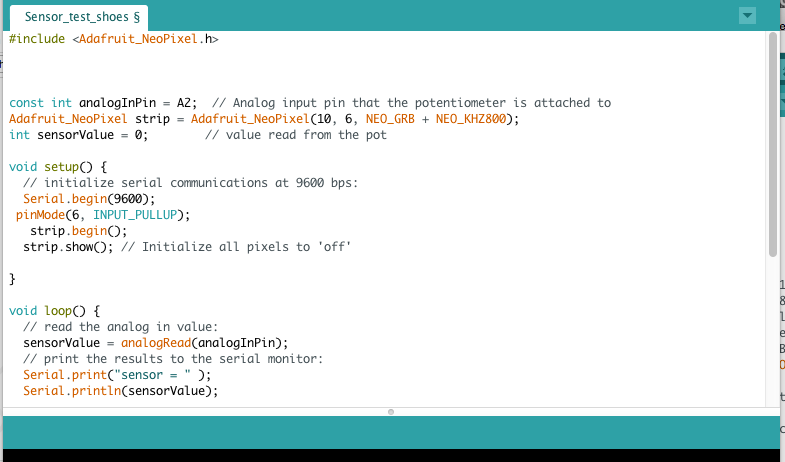 Sensor_test_shoes §
#include <Adafruit_NeoPixel.h>
const int analogInPin = A2;  // Analog input pin that the potentiometer is attached to
Adafruit_NeoPixel strip = Adafruit_NeoPixel(10, 6, NEO_GRB + NEO_KHZ800);
int sensorValue = 0;        // value read from the pot
void setup() {
  // initialize serial communications at 9600 bps:
  Serial.begin(9600);
 pinMode(6, INPUT_PULLUP);
   strip.begin();
  strip.show(); // Initialize all pixels to 'off'
}
void loop() {
  // read the analog in value:
  sensorValue = analogRead(analogInPin);
  // print the results to the serial monitor:
  Serial.print("sensor = " );
  Serial.println(sensorValue);